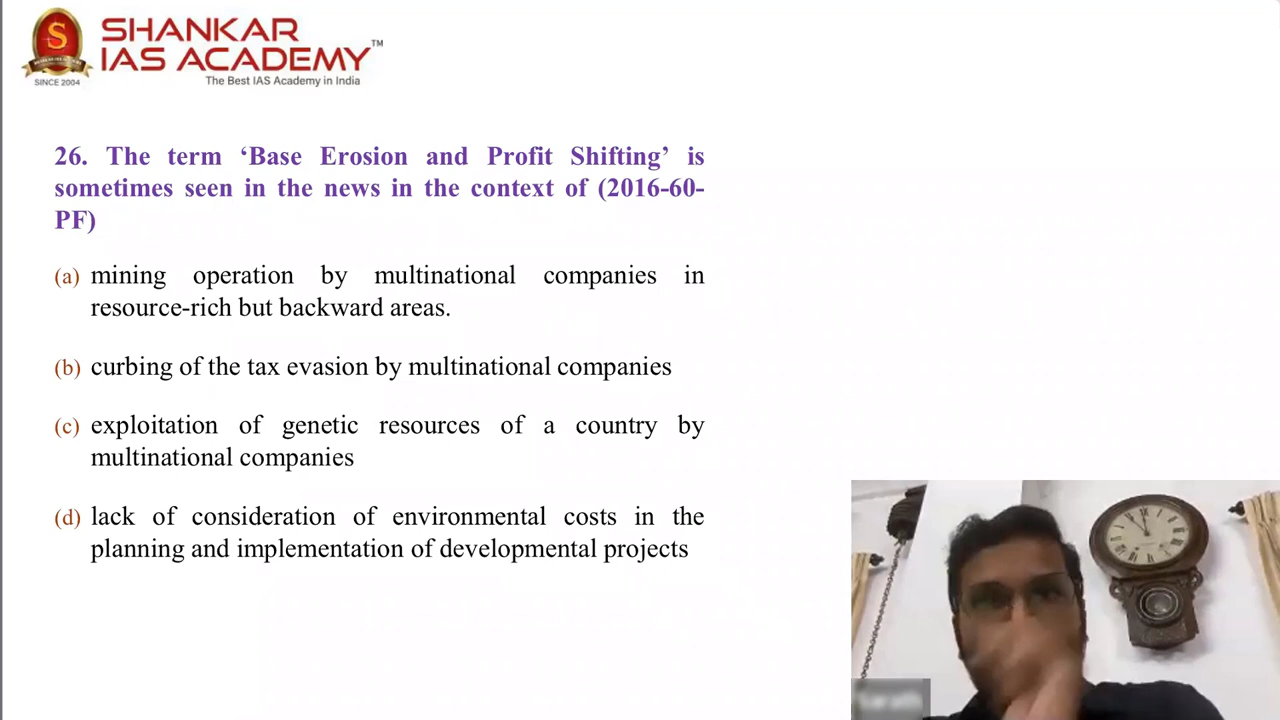 SHANKAR
IAS ACADEMY™
The Best IAS Academy in India
SINCE 2004
26. The term ‘Base Erosion and Profit Shifting’ is
sometimes seen in the news in the context of (2016-60-
PF)
(a) mining operation by multinational companies in
resource-rich but backward areas.
(b) curbing of the tax evasion by multinational companies
(c) exploitation of genetic resources of a country by
multinational companies
(d) lack of consideration of environmental costs in the
planning and implementation of developmental projects